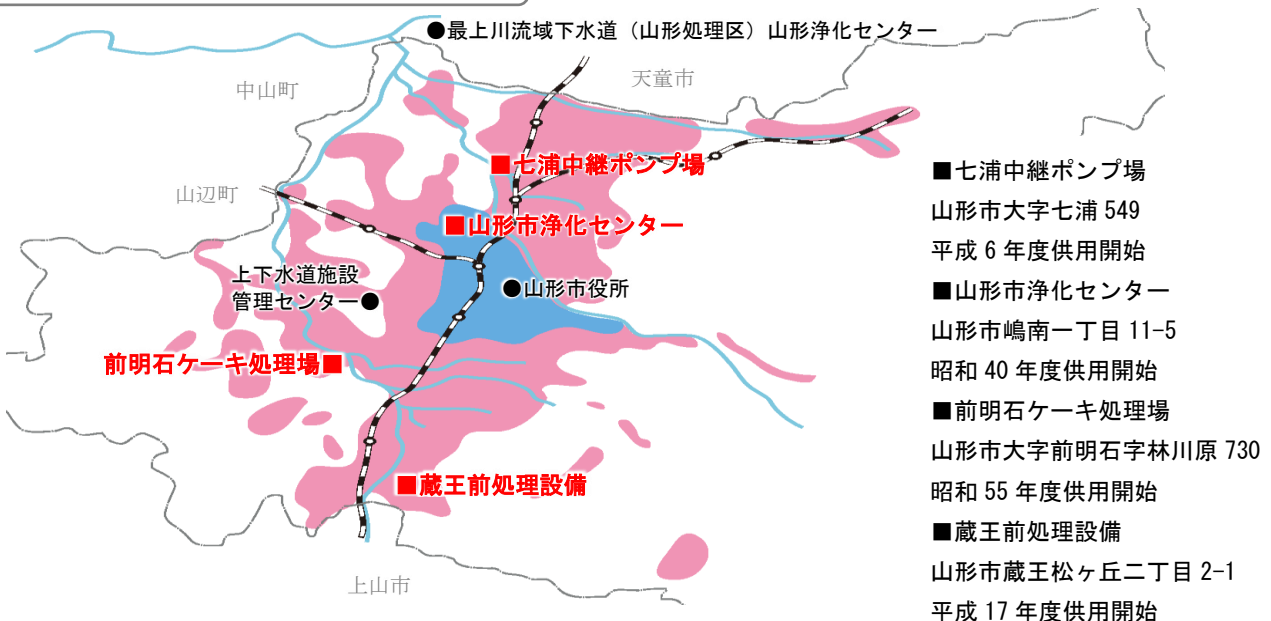 ●最上川流域下水道（山形処理区）山形浄化センター
中山町
天童市
■七浦中継ポンプ場
山辺町
■山形市浄化センター
上下水道施設
管理センター●
●山形市役所
前明石ケーキ処理場■
■蔵王前処理設備
上山市
■七浦中継ポンプ場
山形市大字七浦 549
平成 6 年度供用開始
■山形市浄化センター
山形市嶋南一丁目 11-5
昭和 40 年度供用開始
■前明石ケーキ処理場
山形市大字前明石字林川原 730
昭和 55 年度供用開始
■蔵王前処理設備
山形市蔵王松ヶ丘二丁目 2-1
平成 17 年度供用開始